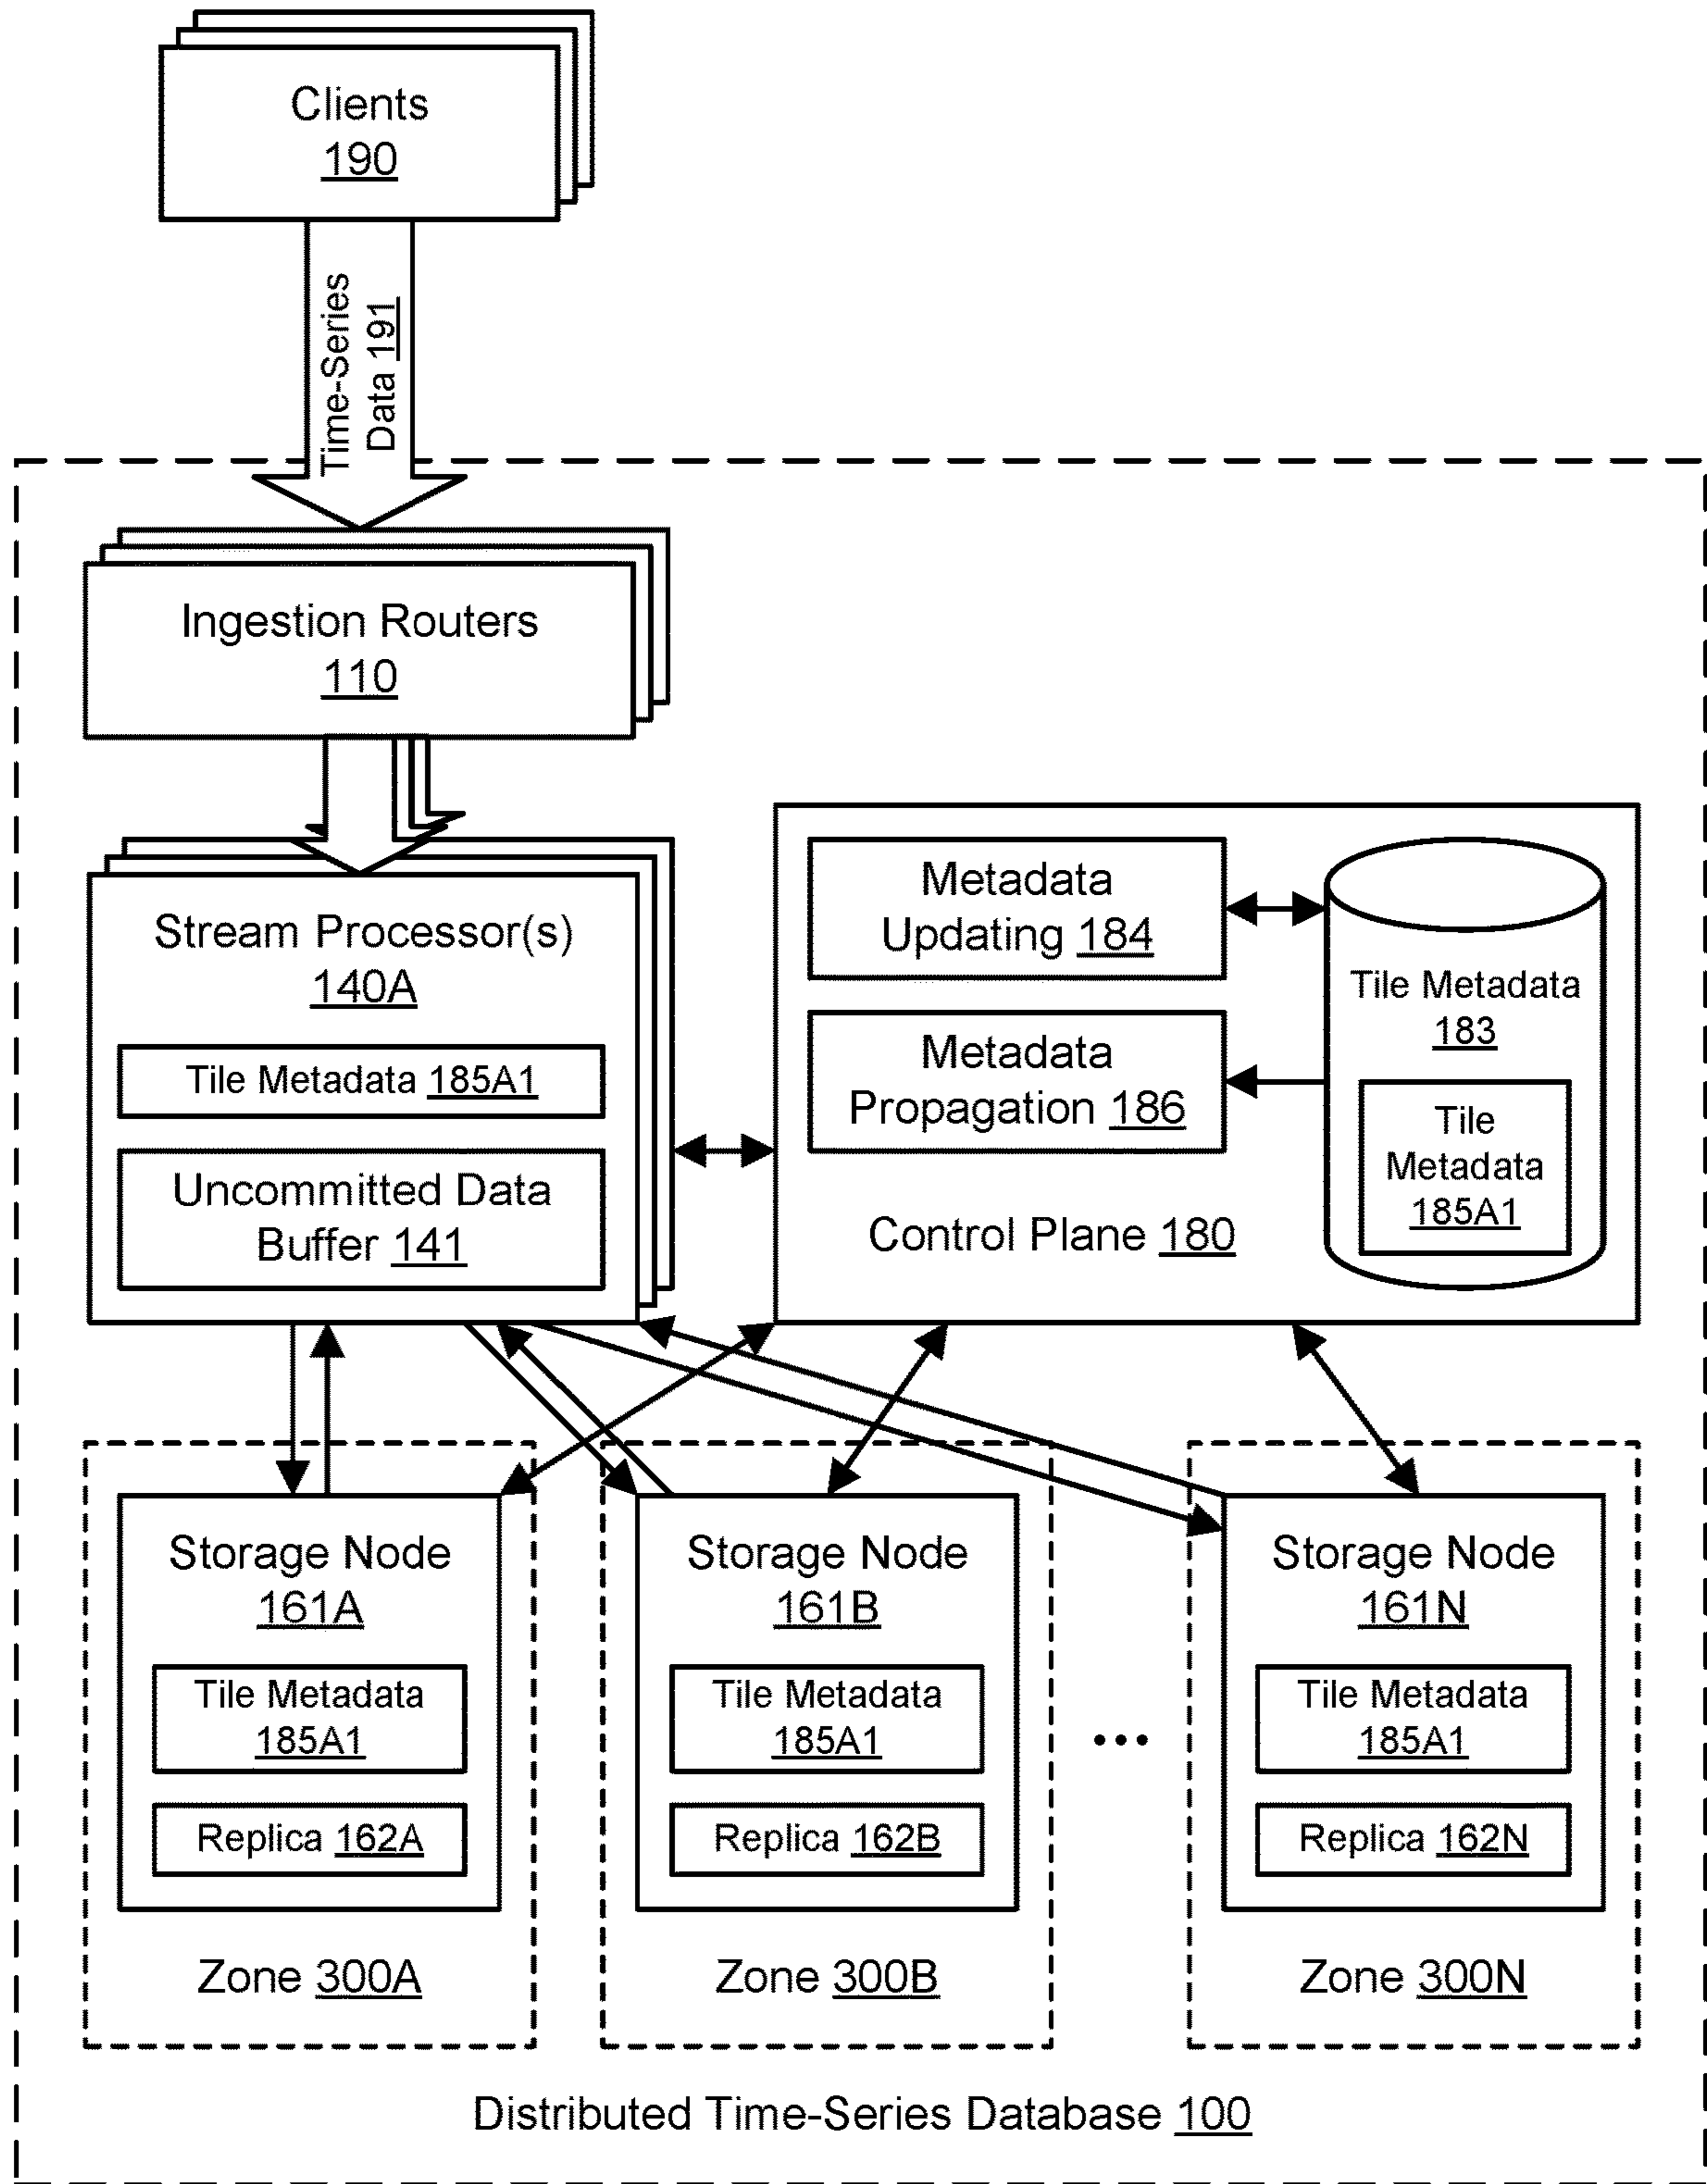 Clients
190
Time-Series
Data 191
Ingestion Routers
110
Stream Processor(s)
140A
Tile Metadata 185A1
Uncommitted Data
Buffer 141
Metadata
Updating 184
Metadata
Propagation 186
Control Plane 180
Tile Metadata
183
Tile
Metadata
185A1
Storage Node
161A
Tile Metadata
185A1
Replica 162A
Zone 300A
Storage Node
161B
Tile Metadata
185A1
Replica 162B
Zone 300B
...
Storage Node
161N
Tile Metadata
185A1
Replica 162N
Zone 300N
Distributed Time-Series Database 100